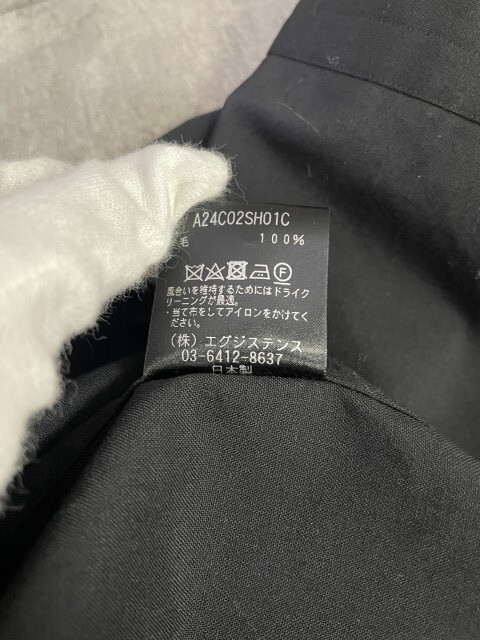 A24C02SH01C
毛 100%
風合いを維持するためにはドライク
リーニングが最適。
・当て布をしてアイロンをかけてく
ださい。
(株) エグジステンス
03-6412-8637
日本製